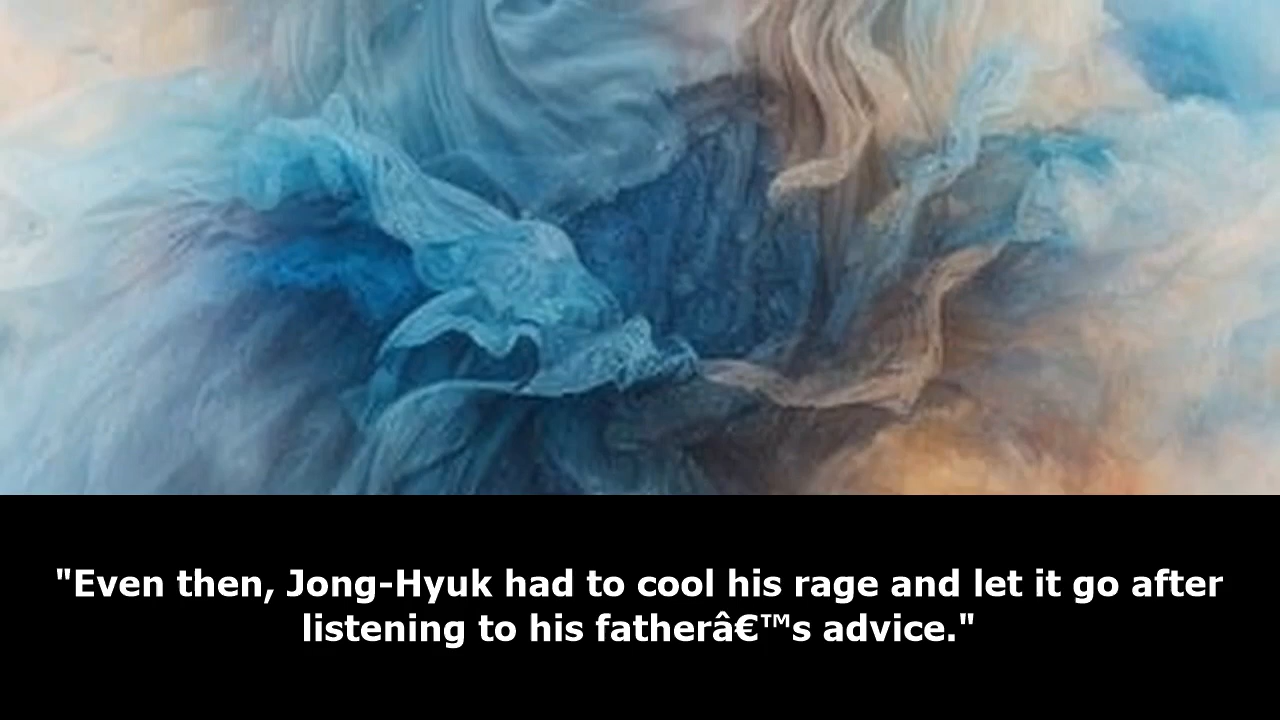 "Even then, Jong-Hyuk had to cool his rage and let it go after
listening to his fatherâ€™s advice."